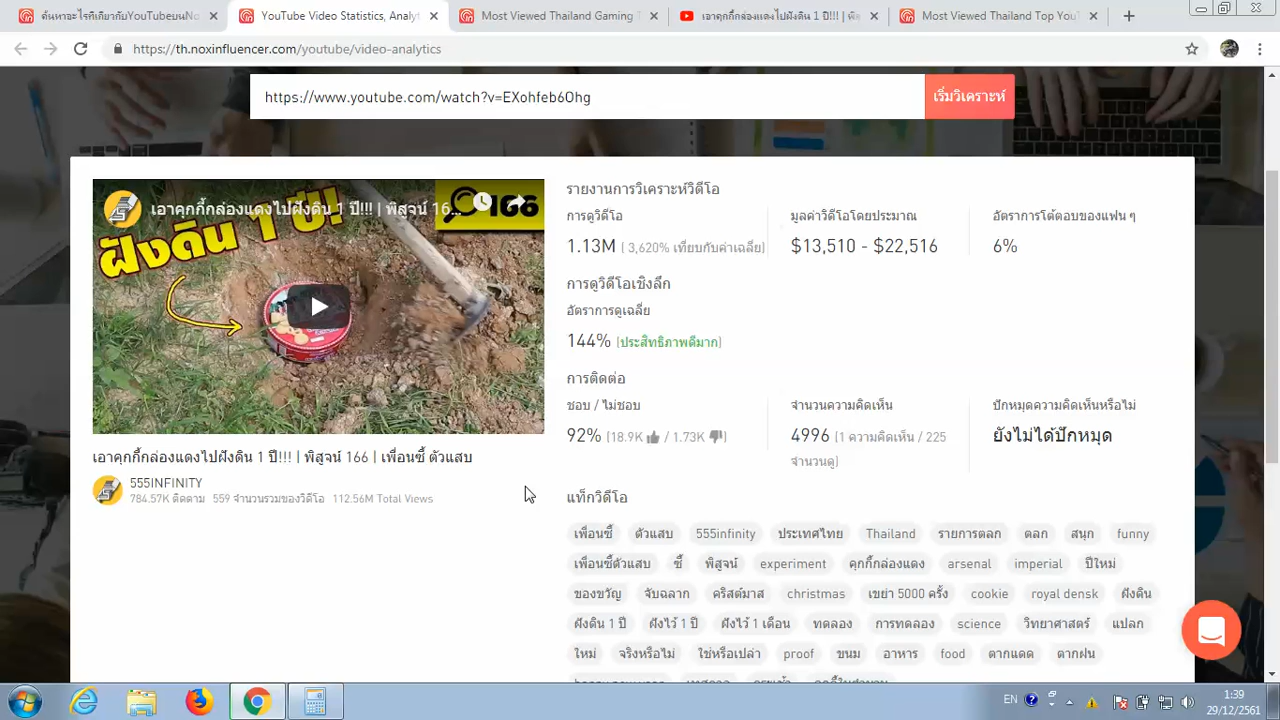 ค้นหาอะไรก็เกี่ยวกับYouTubeบนNo
YouTube Video Statistics, Analyt
Most Viewed Thailand Gaming T
เอาคุกกี้กล่องแดงไปฝังดิน 1 ปี!!! | พิส
Most Viewed Thailand Top YouT
https://th.noxinfluencer.com/youtube/video-analytics
https://www.youtube.com/watch?v=EXohfeb6Ohg
เริ่มวิเคราะห์
เอาคุกกี้กล่องแดงไปฝังดิน 1 ปี!!! | พิสูจน์ 16...
166
ฝังดิน 1 ปี!
เอาคุกกี้กล่องแดงไปฝังดิน 1 ปี!!! | พิสูจน์ 166 | เพื่อนซี้ ตัวแสบ
555INFINITY
784.57K ติดตาม 559 จำนวนรวมของวิดีโอ 112.56M Total Views
รายงานการวิเคราะห์วิดีโอ
การดูวิดีโอ มูลค่าวิดีโอโดยประมาณ อัตราการโต้ตอบของแฟน ๆ
1.13M ( 3,620% เทียบกับค่าเฉลี่ย) $13,510 - $22,516 6%
การดูวิดีโอเชิงลึก
อัตราการดูเฉลี่ย
144% (ประสิทธิภาพดีมาก)
การติดต่อ
ชอบ / ไม่ชอบ จำนวนความคิดเห็น ปักหมุดความคิดเห็นหรือไม่
92% (18.9K / 1.73K ) 4996 (1 ความคิดเห็น / 225 ยังไม่ได้ปักหมุด
จำนวนดู)
แท็กวิดีโอ
เพื่อนซี้ ตัวแสบ 555infinity ประเทศไทย Thailand รายการตลก ตลก สนุก funny
เพื่อนซี้ตัวแสบ ซี้ พิสูจน์ experiment คุกกี้กล่องแดง arsenal imperial ปีใหม่
ของขวัญ จับฉลาก คริสต์มาส christmas เขย่า 5000 ครั้ง cookie royal densk ฝังดิน
ฝังดิน 1 ปี ฝังไว้ 1 ปี ฝังไว้ 1 เดือน ทดลอง การทดลอง science วิทยาศาสตร์ แปลก
ใหม่ จริงหรือไม่ ใช่หรือเปล่า proof ขนม อาหาร food ตากแดด ตากฝน
EN
1:39
29/12/2561